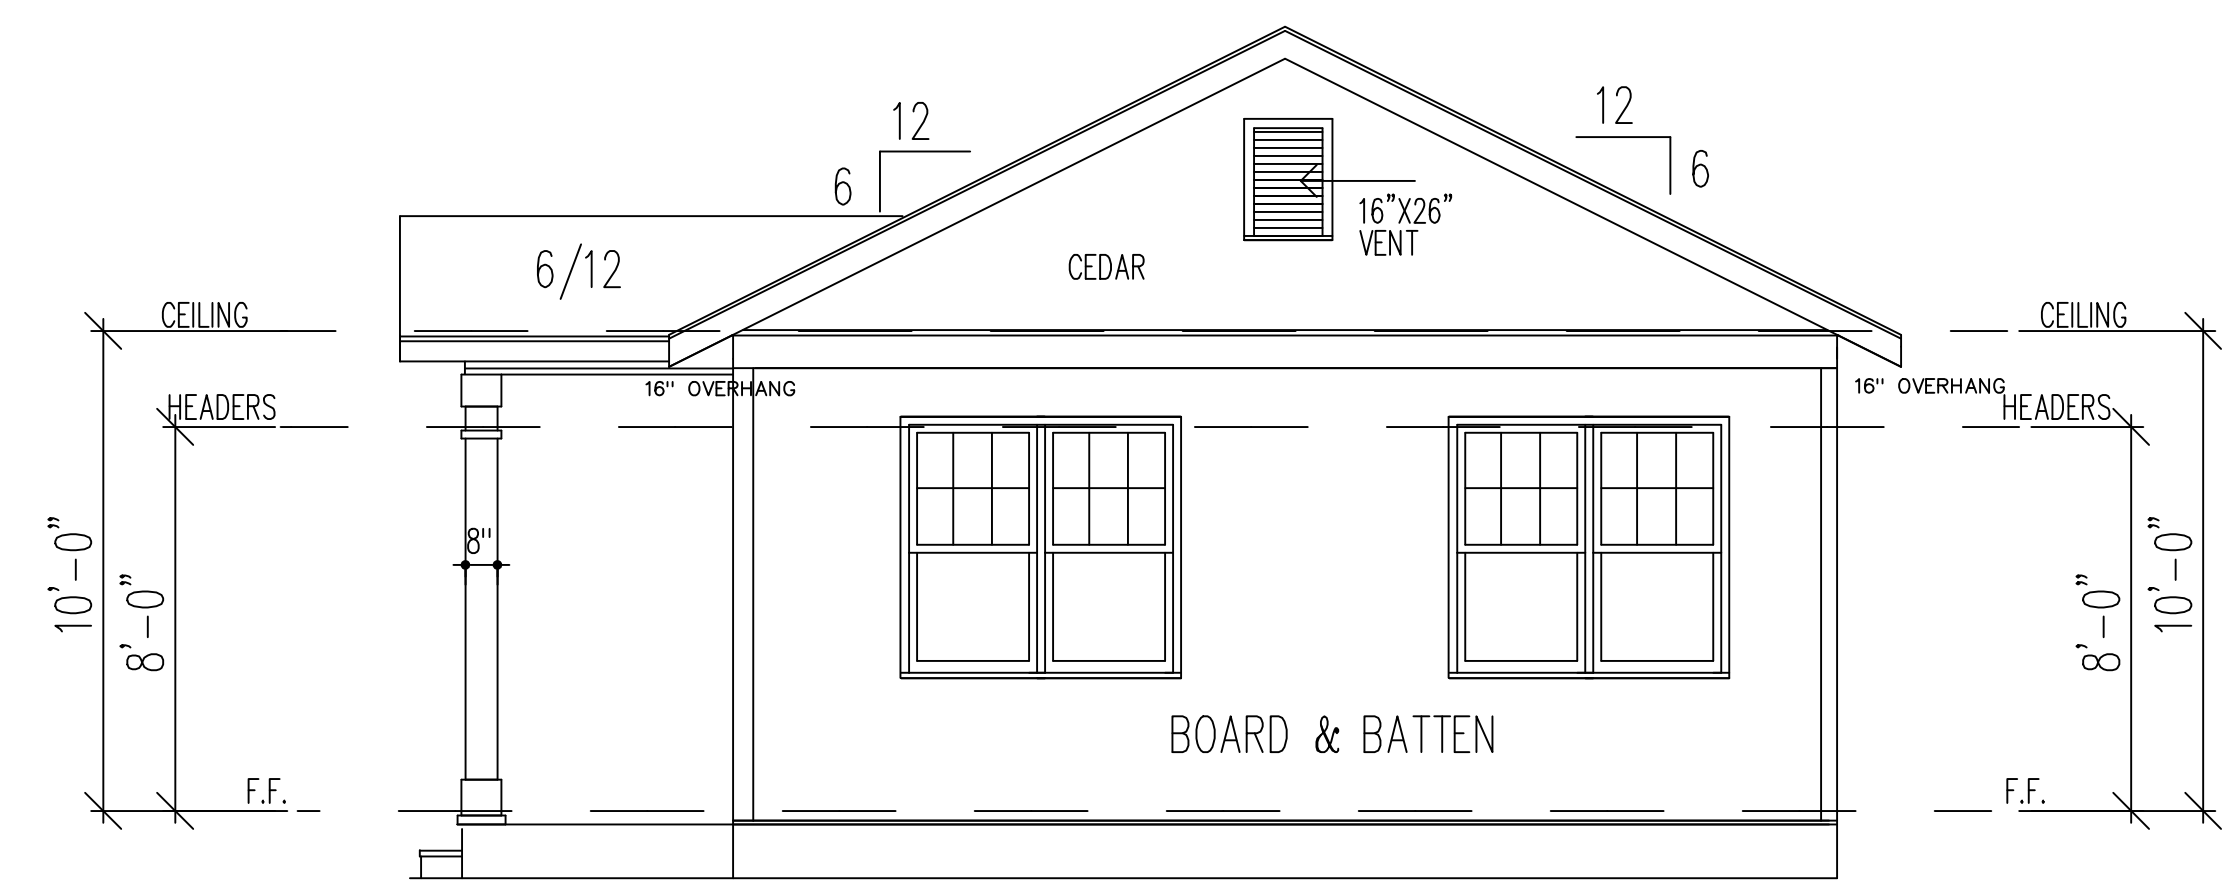 12
12
6
6
16”X26”
VENT
6/12
CEDAR
CEILING
CEILING
16'' OVERHANG
16'' OVERHANG
HEADERS
HEADERS
8''
10'-0”
8'-0”
8'-0”
10'-0”
BOARD & BATTEN
F.F.
F.F.